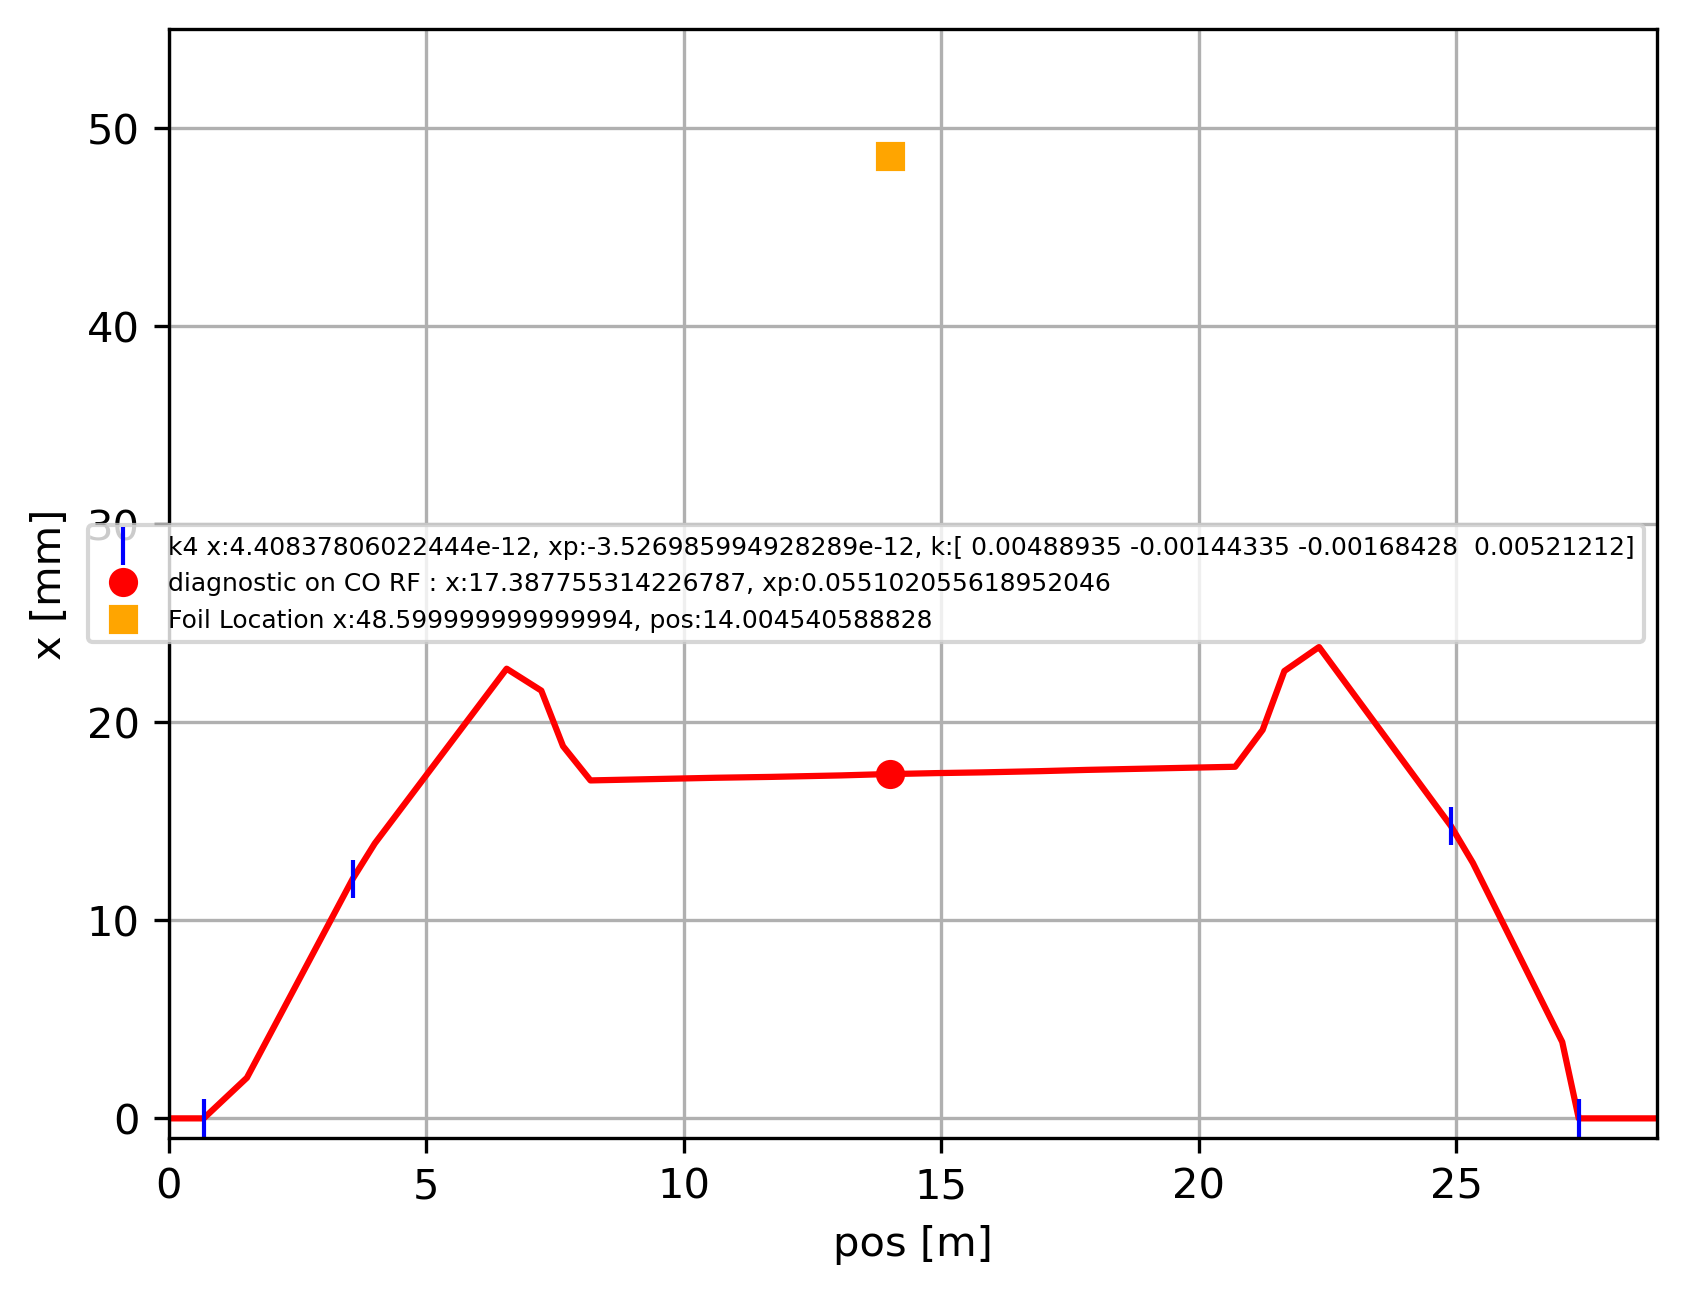 50
40
30
20
10
0
x [mm]
k4 x:4.40837806022444e-12, xp:-3.526985994928289e-12, k:[ 0.00488935 -0.00144335 -0.00168428  0.00521212]
diagnostic on CO RF : x:17.387755314226787, xp:0.055102055618952046
Foil Location x:48.599999999999994, pos:14.004540588828
0 5 10 15 20 25
pos [m]